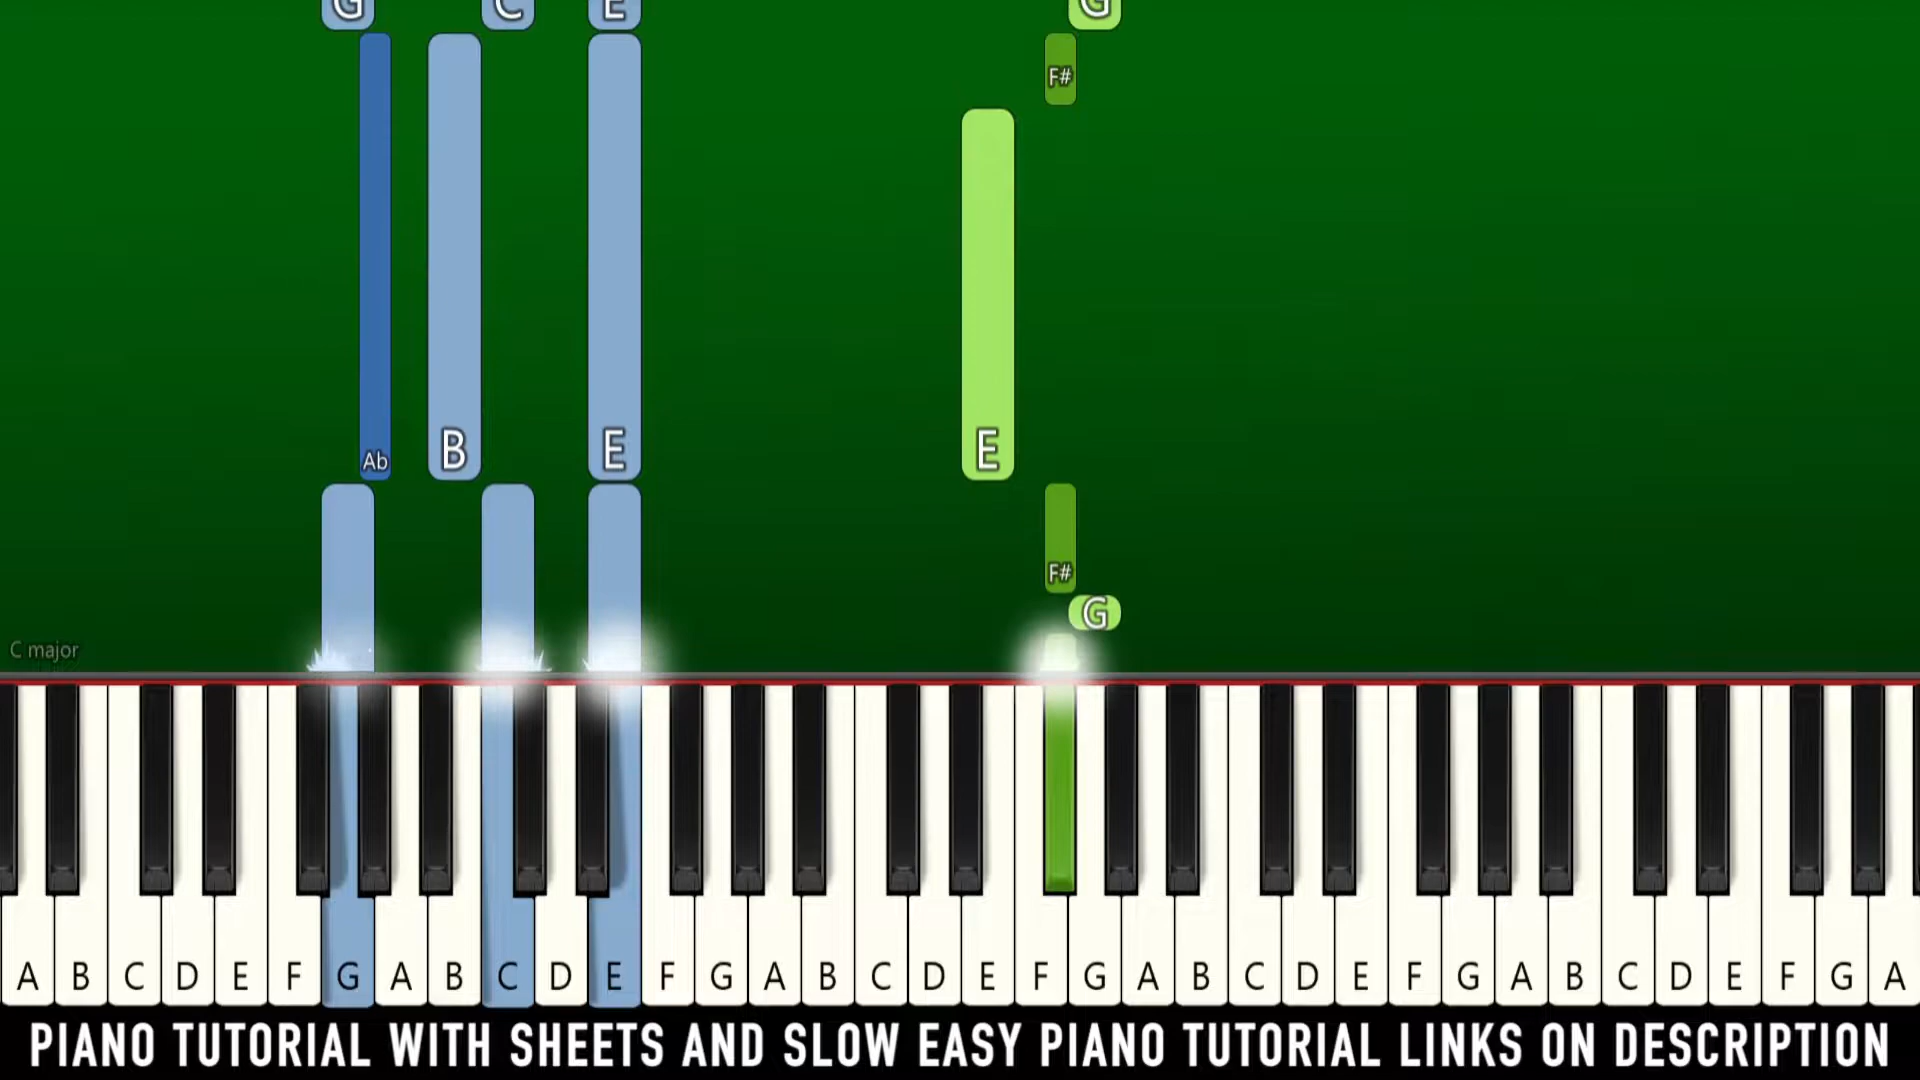 G C E G
F#
Ab B E E
F#
G
C major
A B C D E F G A B C D E F G A B C D E F G A B C D E F G A B C D E F G A
PIANO TUTORIAL WITH SHEETS AND SLOW EASY PIANO TUTORIAL LINKS ON DESCRIPTION